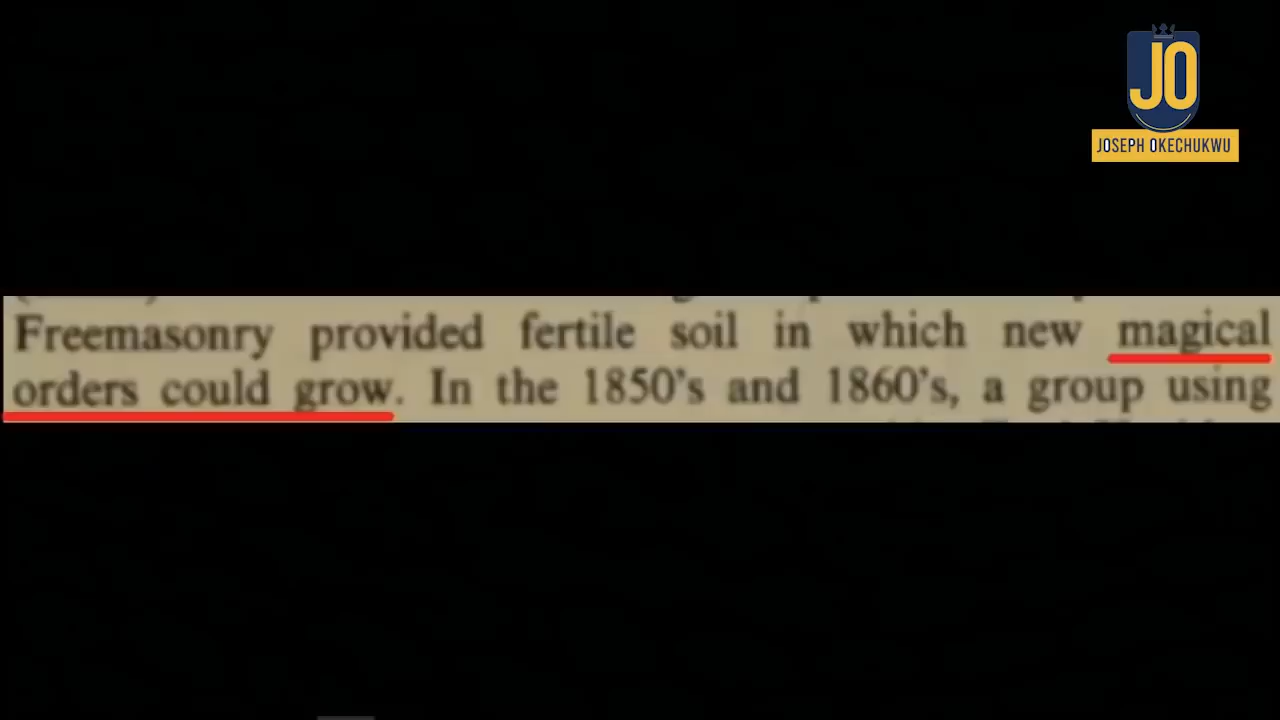 JO
JOSEPH OKECHUKWU
Freemasonry provided fertile soil in which new magical
orders could grow. In the 1850's and 1860's, a group using